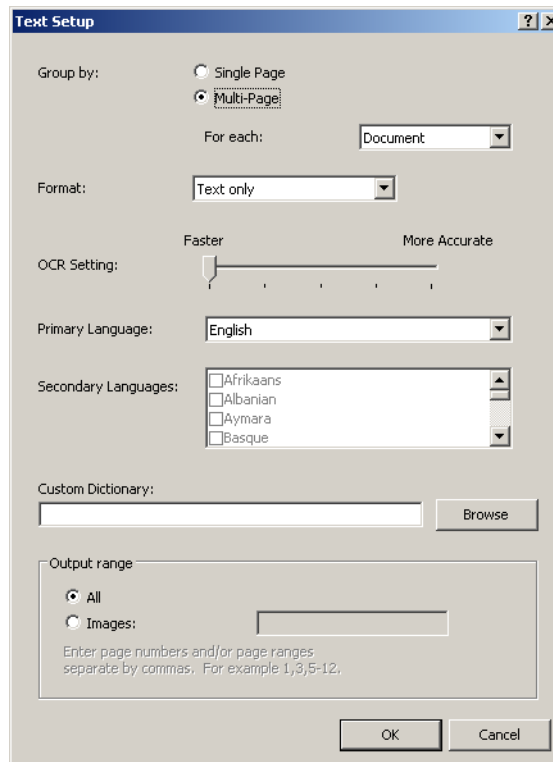 Text Setup
Group by:
Single Page
Multi-Page
For each:
Document
Format:
Text only
Faster
More Accurate
OCR Setting:
Primary Language:
English
Secondary Languages:
Afrikaans
Albanian
Aymara
Basque
Custom Dictionary:
Browse
Output range
All
Images:
Enter page numbers and/or page ranges
separate by commas. For example 1,3,5-12.
OK
Cancel